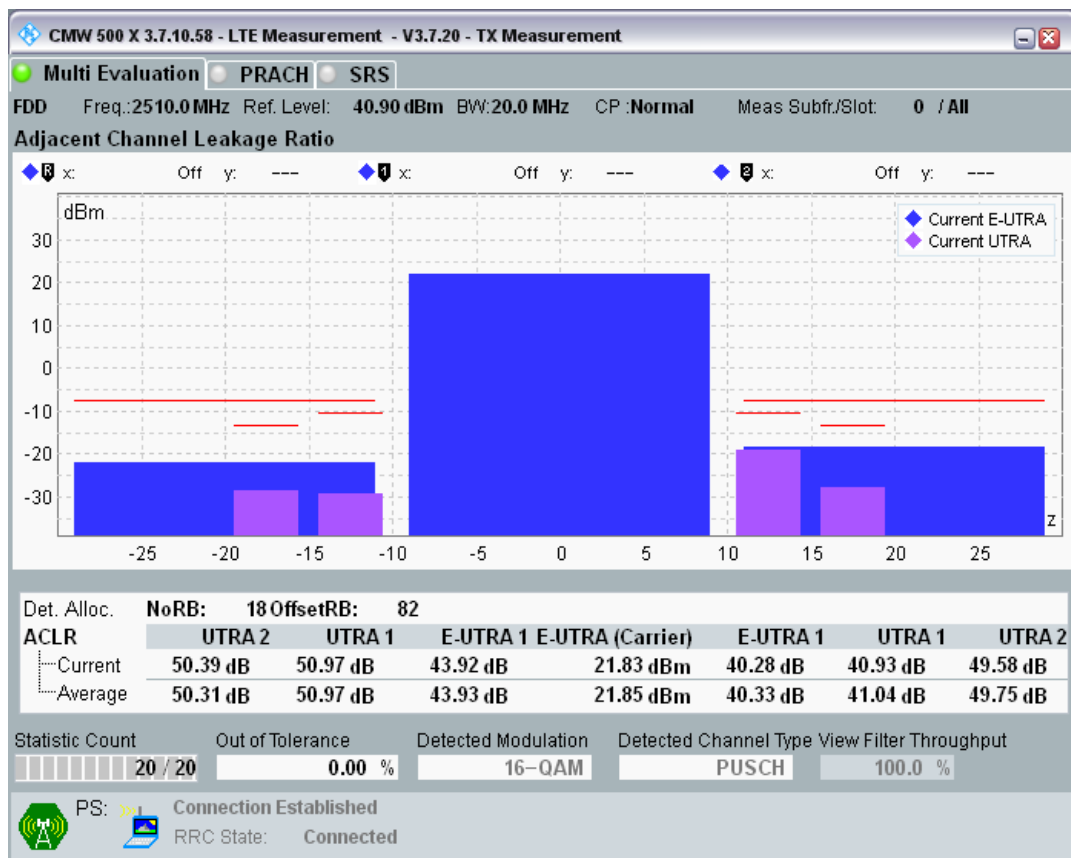 CMW 500 X 3.7.10.58 - LTE Measurement - V3.7.20 - TX Measurement
Multi Evaluation PRACH SRS
FDD Freq.:2510.0 MHz Ref. Level: 40.90 dBm BW:20.0 MHz CP :Normal Meas Subfr./Slot: 0 / All
Adjacent Channel Leakage Ratio
R x: Off y: --- 1 x: Off y: --- 2 x: Off y: ---
dBm
Current E-UTRA
Current UTRA
30
20
10
0
-10
-20
-30
z
-25 -20 -15 -10 -5 0 5 10 15 20 25
Det. Alloc. NoRB: 18 OffsetRB: 82
ACLR UTRA 2 UTRA 1 E-UTRA 1 E-UTRA (Carrier) E-UTRA 1 UTRA 1 UTRA 2
Current 50.39 dB 50.97 dB 43.92 dB 21.83 dBm 40.28 dB 40.93 dB 49.58 dB
Average 50.31 dB 50.97 dB 43.93 dB 21.85 dBm 40.33 dB 41.04 dB 49.75 dB
Statistic Count Out of Tolerance Detected Modulation Detected Channel Type View Filter Throughput
20 / 20 0.00 % 16-QAM PUSCH 100.0 %
PS: Connection Established
RRC State: Connected